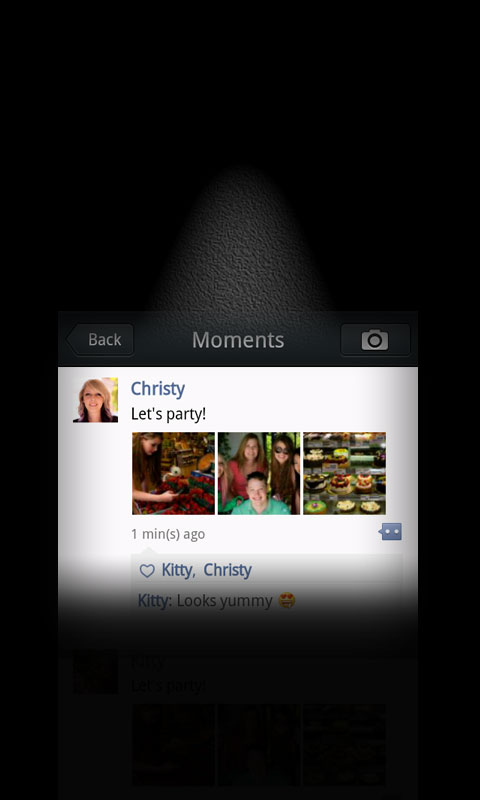 Back
Moments
Christy
Let's party!
1 min(s) ago
Kitty, Christy
Kitty: Looks yummy 😍
Kitty
Let's party!